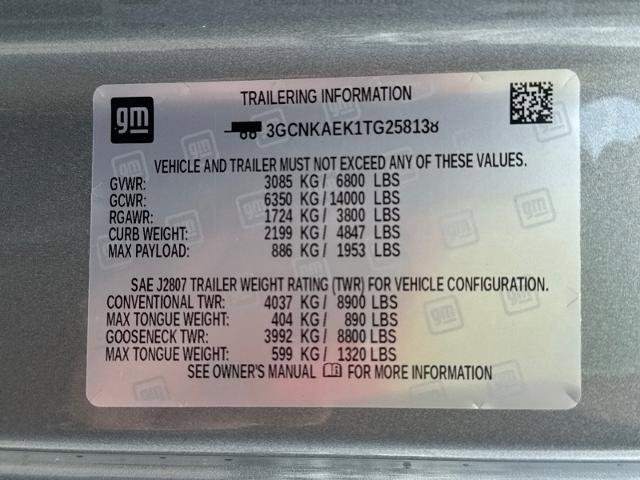 gm
TRAILERING INFORMATION
3GCNKAEK1TG258138
VEHICLE AND TRAILER MUST NOT EXCEED ANY OF THESE VALUES.
GVWR: 3085 KG/ 6800 LBS
GCWR: 6350 KG/14000 LBS
RGAWR: 1724 KG/ 3800 LBS
CURB WEIGHT: 2199 KG/ 4847 LBS
MAX PAYLOAD: 886 KG/ 1953 LBS
SAE J2807 TRAILER WEIGHT RATING (TWR) FOR VEHICLE CONFIGURATION.
CONVENTIONAL TWR: 4037 KG/ 8900 LBS
MAX TONGUE WEIGHT: 404 KG/ 890 LBS
GOOSENECK TWR: 3992 KG/ 8800 LBS
MAX TONGUE WEIGHT: 599 KG/ 1320 LBS
SEE OWNER'S MANUAL FOR MORE INFORMATION